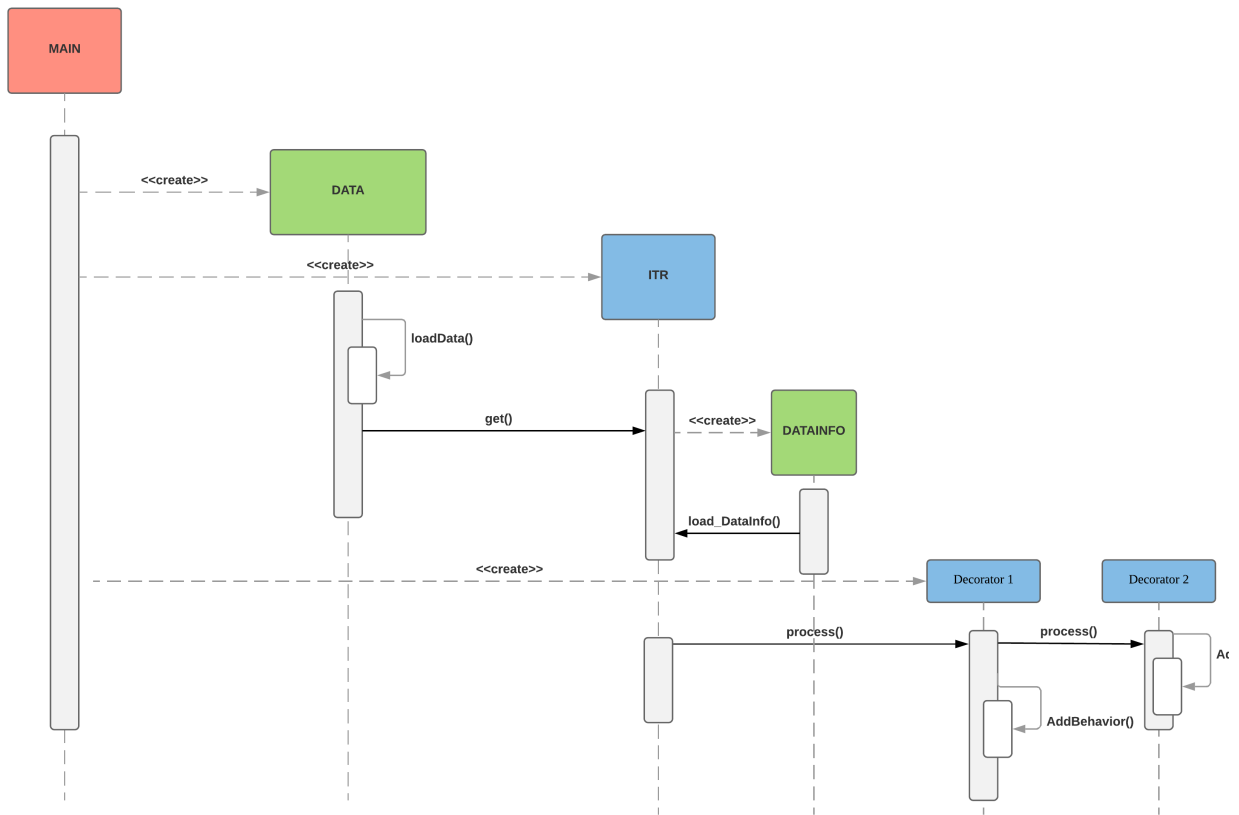 MAIN
<<create>>
DATA
<<create>>
ITR
loadData()
get()
<<create>>
DATAINFO
load_DataInfo()
<<create>>
Decorator 1
Decorator 2
process()
process()
AddBehavior()